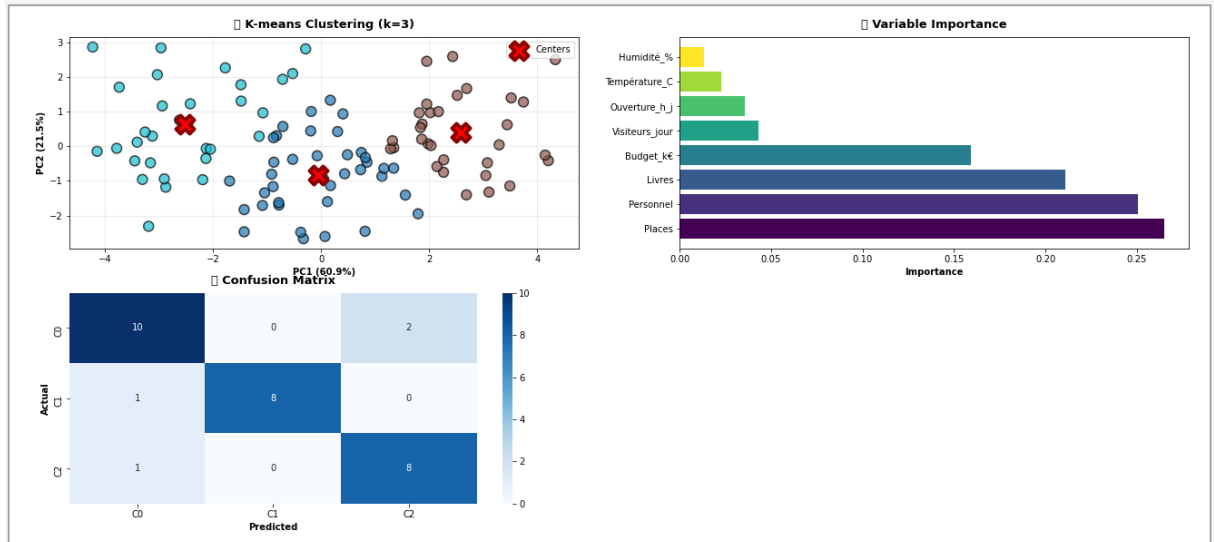 K-means Clustering (k=3)
Centers
PC2 (21.5%)
3
2
1
0
−1
−2
−4
−2
0
2
4
PC1 (60.9%)
Variable Importance
Humidité_%
Température_C
Ouverture_h_j
Visiteurs_jour
Budget_k€
Livres
Personnel
Places
0.00
0.05
0.10
0.15
0.20
0.25
Importance
Confusion Matrix
Actual
C0
10
0
2
C1
1
8
0
C2
1
0
8
C0
C1
C2
Predicted
10
8
6
4
2
0